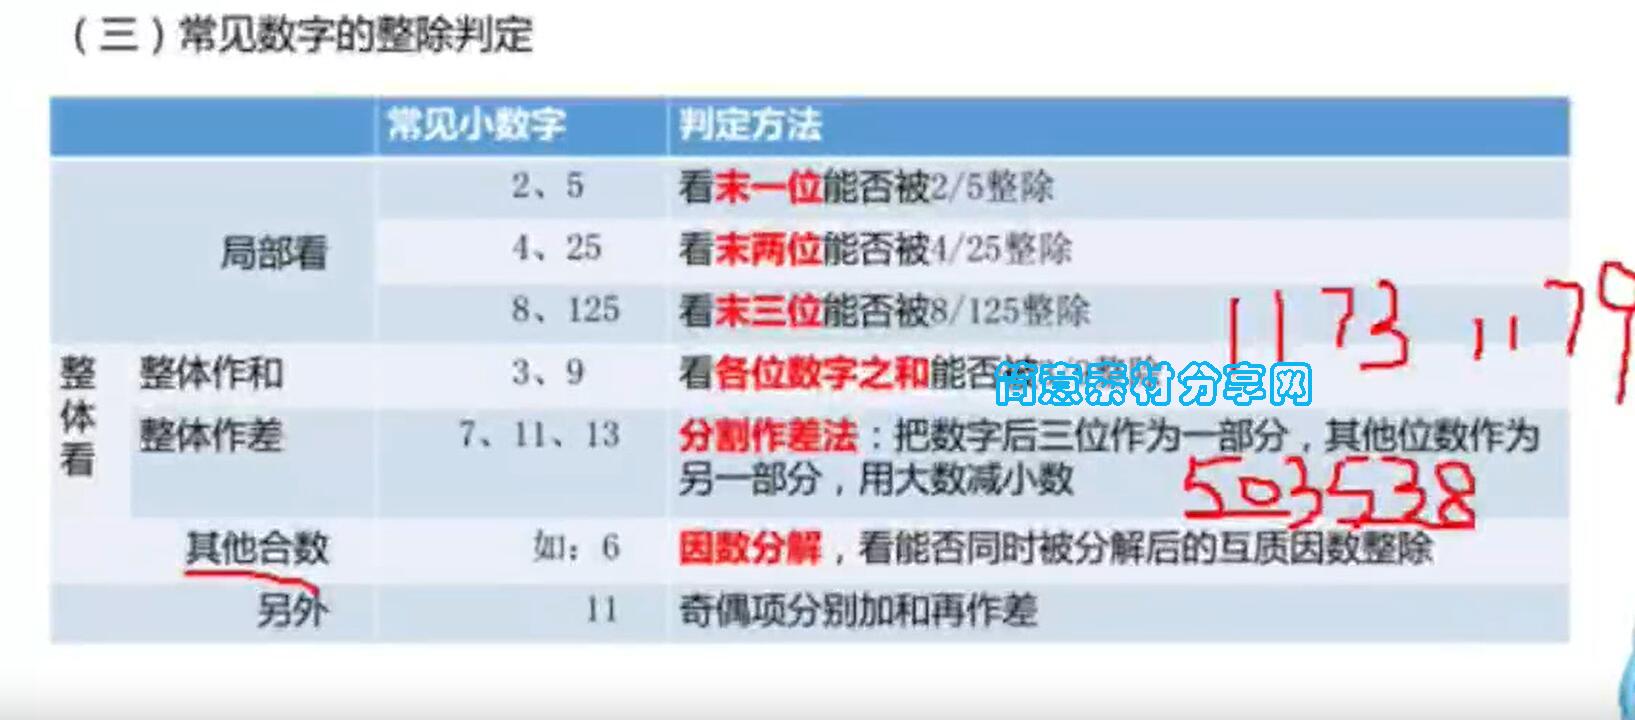 （三）常见数字的整除判定
常见小数字 判定方法
2、5 看末一位能否被2/5整除
局部看 4、25 看末两位能否被4/25整除
8、125 看末三位能否被8/125整除
1173 1179
整体看
整体作和 3、9 看各位数字之和能否被
简意素材分享网
整体作差 7、11、13 分割作差法：把数字后三位作为一部分，其他位数作为
另一部分，用大数减小数
503538
其他合数 如：6 因数分解，看能否同时被分解后的互质因数整除
另外 11 奇偶项分别加和再作差